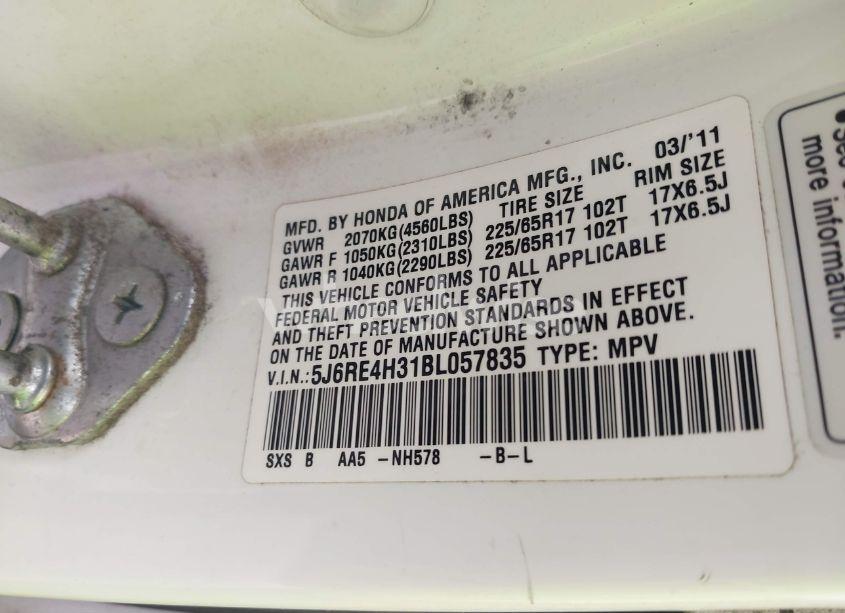 MFD. BY HONDA OF AMERICA MFG., INC. 03/'11
GVWR 2070KG(4560LBS) TIRE SIZE RIM SIZE
GAWR F 1050KG(2310LBS) 225/65R17 102T 17X6.5J
GAWR R 1040KG(2290LBS) 225/65R17 102T 17X6.5J
THIS VEHICLE CONFORMS TO ALL APPLICABLE
FEDERAL MOTOR VEHICLE SAFETY
AND THEFT PREVENTION STANDARDS IN EFFECT
ON THE DATE OF MANUFACTURE SHOWN ABOVE.
V.I.N.:5J6RE4H31BL057835 TYPE: MPV
SXS B AA5 -NH578 -B-L
more information.